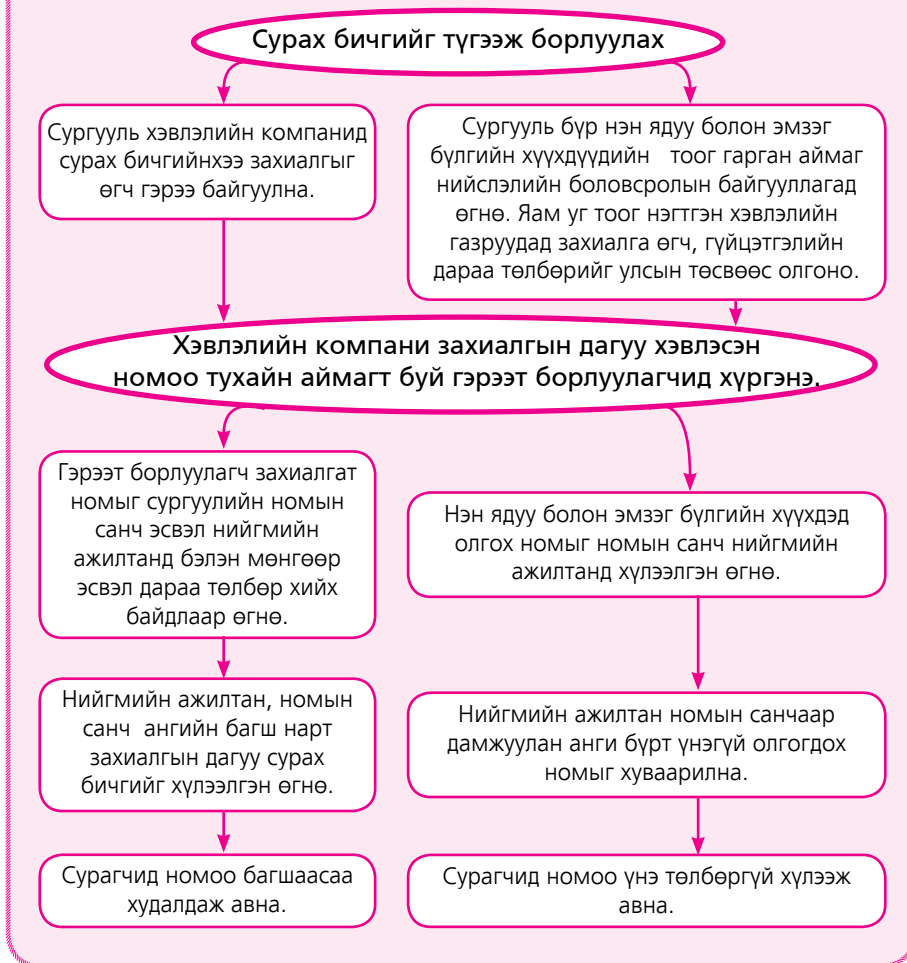 Сурах бичгийг түгээж борлуулах
Сургууль хэвлэлийн компанид
сурах бичгийнхээ захиалгыг
өгч гэрээ байгуулна.
Сургууль бүр нэн ядуу болон эмзэг
бүлгийн хүүхдүүдийн тоог гарган аймаг
нийслэлийн боловсролын байгууллагад
өгнө. Яам уг тоог нэгтгэн хэвлэлийн
газруудад захиалга өгч, гүйцэтгэлийн
дараа төлбөрийг улсын төсвөөс олгоно.
Хэвлэлийн компани захиалгын дагуу хэвлэсэн
номоо тухайн аймагт буй гэрээт борлуулагчид хүргэнэ.
Гэрээт борлуулагч захиалгат
номыг сургуулийн номын
санч эсвэл нийгмийн
ажилтанд бэлэн мөнгөөр
эсвэл дараа төлбөр хийх
байдлаар өгнө.
Нэн ядуу болон эмзэг бүлгийн хүүхдэд
олгох номыг номын санч нийгмийн
ажилтанд хүлээлгэн өгнө.
Нийгмийн ажилтан, номын
санч ангийн багш нарт
захиалгын дагуу сурах
бичгийг хүлээлгэн өгнө.
Нийгмийн ажилтан номын санчаар
дамжуулан анги бүрт үнэгүй олгогдох
номыг хуваарилна.
Сурагчид номоо багшаасаа
худалдаж авна.
Сурагчид номоо үнэ төлбөргүй хүлээж
авна.